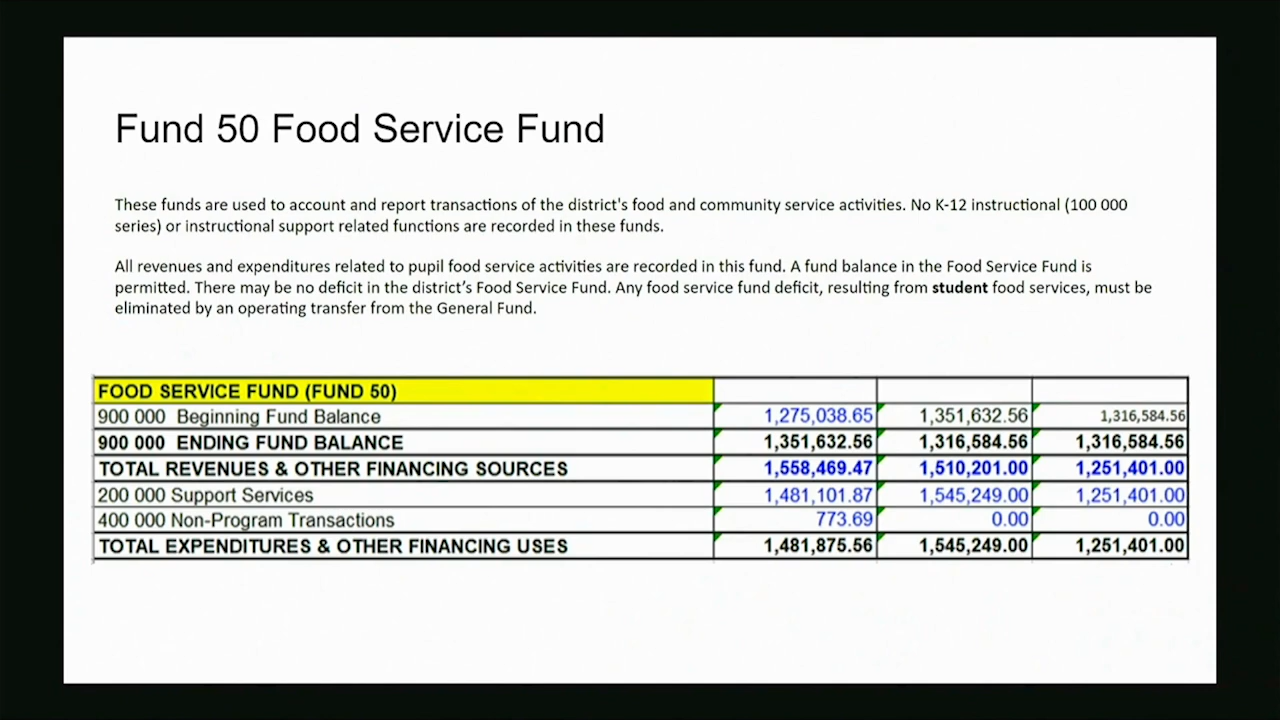 Fund 50 Food Service Fund
These funds are used to account and report transactions of the district's food and community service activities. No K-12 instructional (100 000
series) or instructional support related functions are recorded in these funds.
All revenues and expenditures related to pupil food service activities are recorded in this fund. A fund balance in the Food Service Fund is
permitted. There may be no deficit in the district's Food Service Fund. Any food service fund deficit, resulting from student food services, must be
eliminated by an operating transfer from the General Fund.
FOOD SERVICE FUND (FUND 50)
900 000 Beginning Fund Balance 1,275,038.65 1,351,632.56 1,316,584.56
900 000 ENDING FUND BALANCE 1,351,632.56 1,316,584.56 1,316,584.56
TOTAL REVENUES & OTHER FINANCING SOURCES 1,558,469.47 1,510,201.00 1,251,401.00
200 000 Support Services 1,481,101.87 1,545,249.00 1,251,401.00
400 000 Non-Program Transactions 773.69 0.00 0.00
TOTAL EXPENDITURES & OTHER FINANCING USES 1,481,875.56 1,545,249.00 1,251,401.00